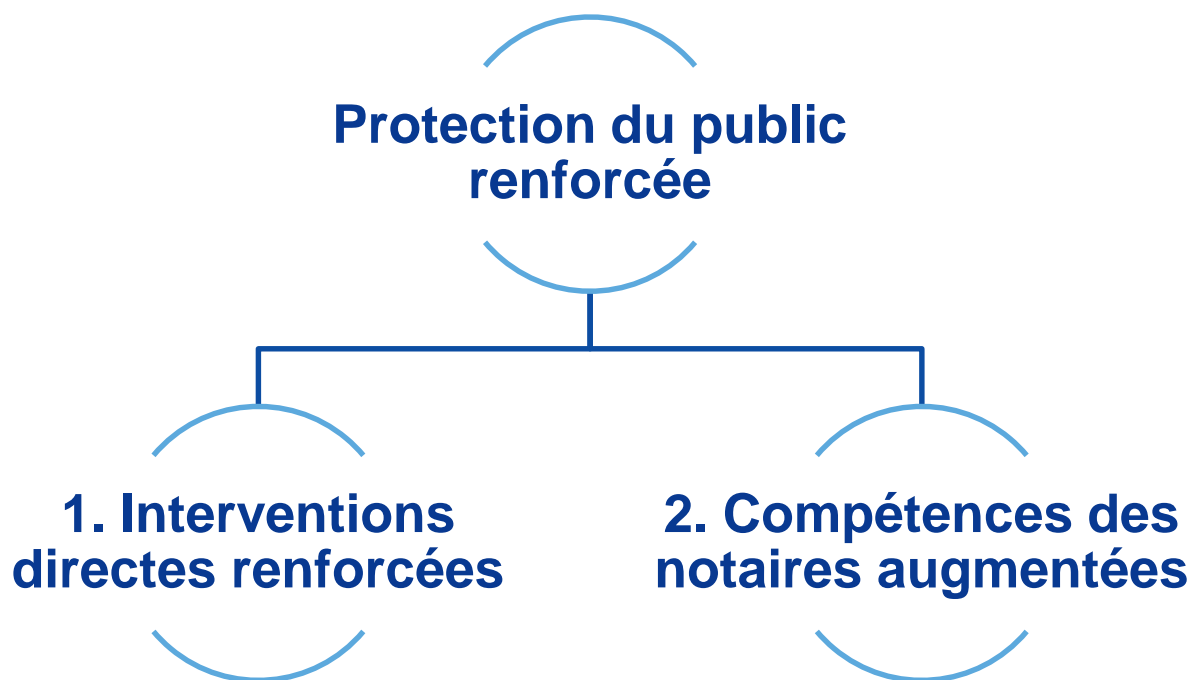 Protection du public
renforcée
1. Interventions
directes renforcées
2. Compétences des
notaires augmentées